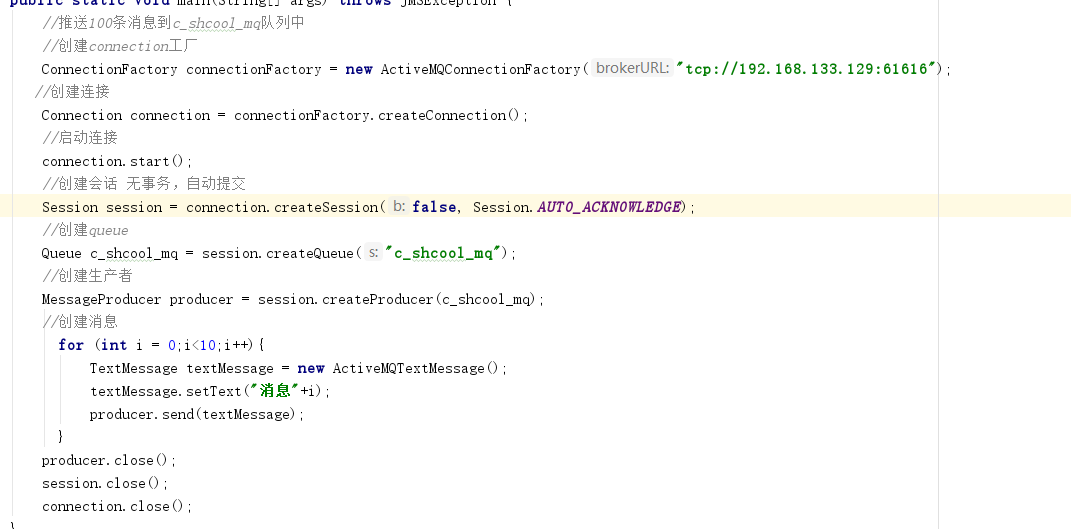 public static void main(String[] args) throws JMSException {
//推送100条消息到c_shcool_mq队列中
//创建connection工厂
ConnectionFactory connectionFactory = new ActiveMQConnectionFactory( brokerURL: "tcp://192.168.133.129:61616");
//创建连接
Connection connection = connectionFactory.createConnection();
//启动连接
connection.start();
//创建会话 无事务，自动提交
Session session = connection.createSession( b: false, Session.AUTO_ACKNOWLEDGE);
//创建queue
Queue c_shcool_mq = session.createQueue( s: "c_shcool_mq");
//创建生产者
MessageProducer producer = session.createProducer(c_shcool_mq);
//创建消息
for (int i = 0;i<10;i++){
TextMessage textMessage = new ActiveMQTextMessage();
textMessage.setText("消息"+i);
producer.send(textMessage);
}
producer.close();
session.close();
connection.close();
}